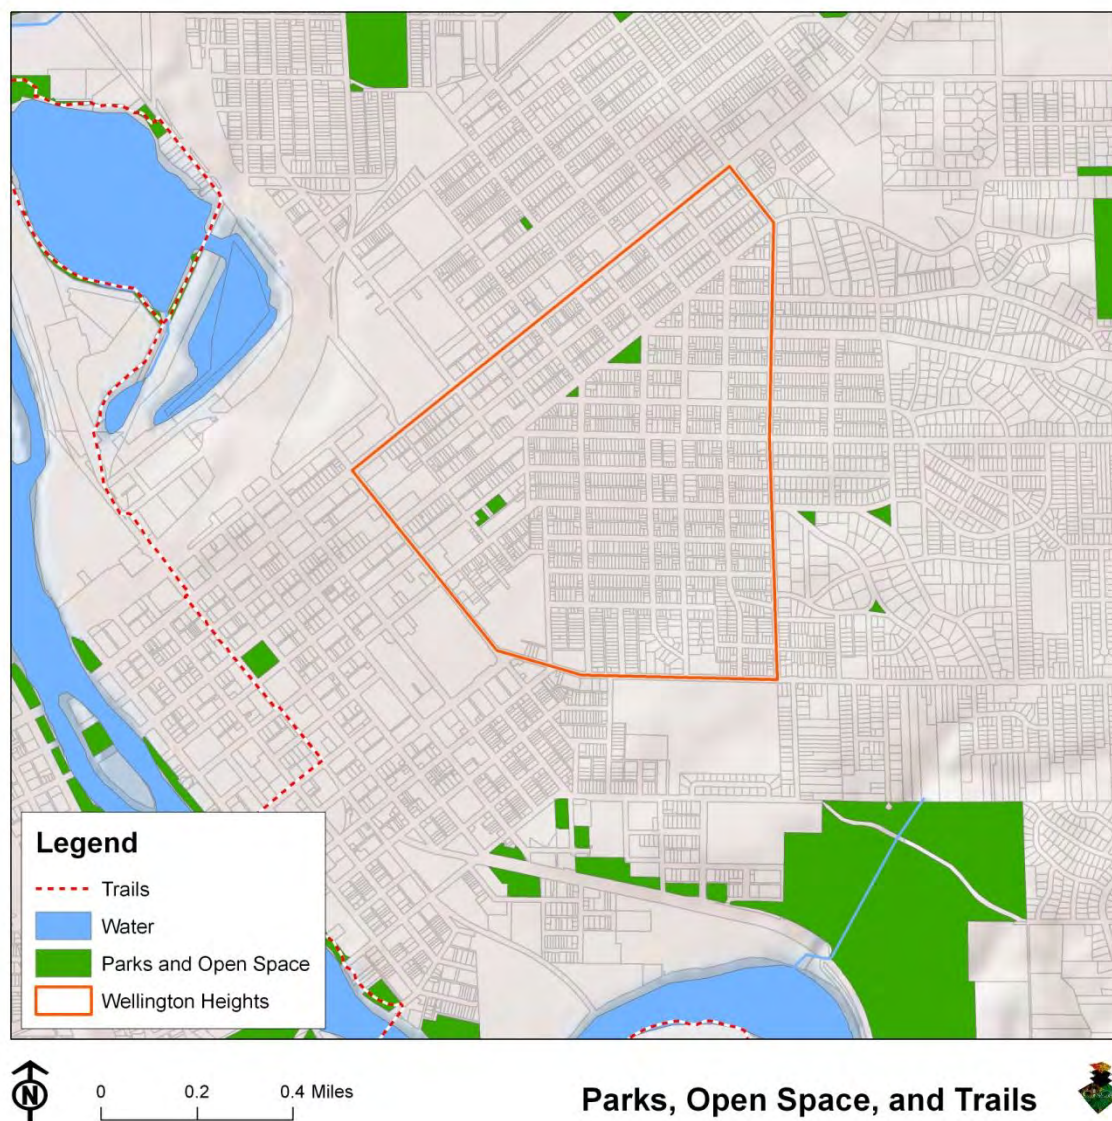 Legend
Trails
Water
Parks and Open Space
Wellington Heights
N
0 0.2 0.4 Miles
Parks, Open Space, and Trails